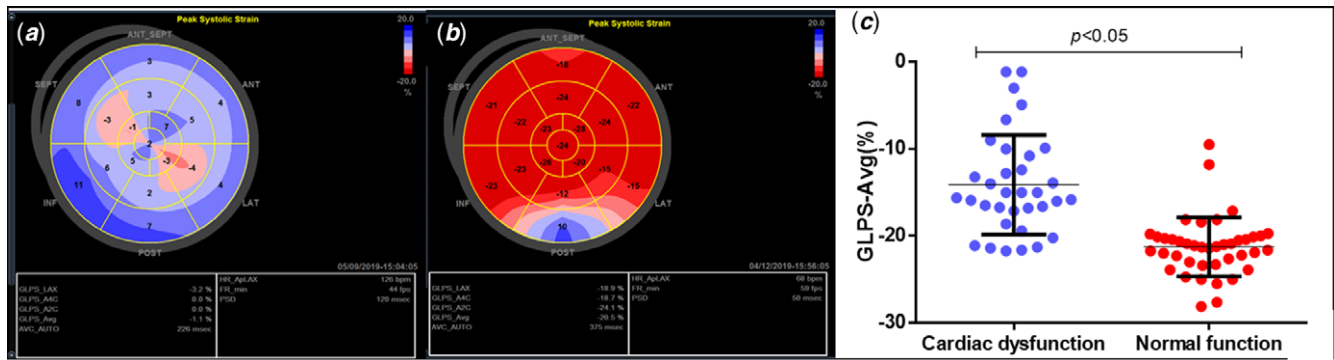 (a)
Peak Systolic Strain
20.0
-20.0
%
ANT_SEPT
SEPT
ANT
INF
LAT
POST
3
8
4
3
-3
5
7
-1
2
5
-3
-4
6
11
2
7
05/09/2019-15:04:05
GLPS_LAX -3.2 %
GLPS_A4C 0.0 %
GLPS_A2C 0.0 %
GLPS_Avg -1.1 %
AVC_AUTO 226 msec
HR_ApLAX 126 bpm
FR_min 44 fps
PSD 120 msec
(b)
Peak Systolic Strain
20.0
-20.0
%
ANT_SEPT
SEPT
ANT
INF
LAT
POST
-18
-21
-24
-22
-22
-24
-23
-28
-24
-26
-20
-23
-15
-15
-12
10
04/12/2019-15:56:05
GLPS_LAX -18.9 %
GLPS_A4C -18.7 %
GLPS_A2C -24.1 %
GLPS_Avg -20.5 %
AVC_AUTO 375 msec
HR_ApLAX 68 bpm
FR_min 59 fps
PSD 50 msec
(c)
p<0.05
GLPS-Avg(%)
0
-10
-20
-30
Cardiac dysfunction
Normal function